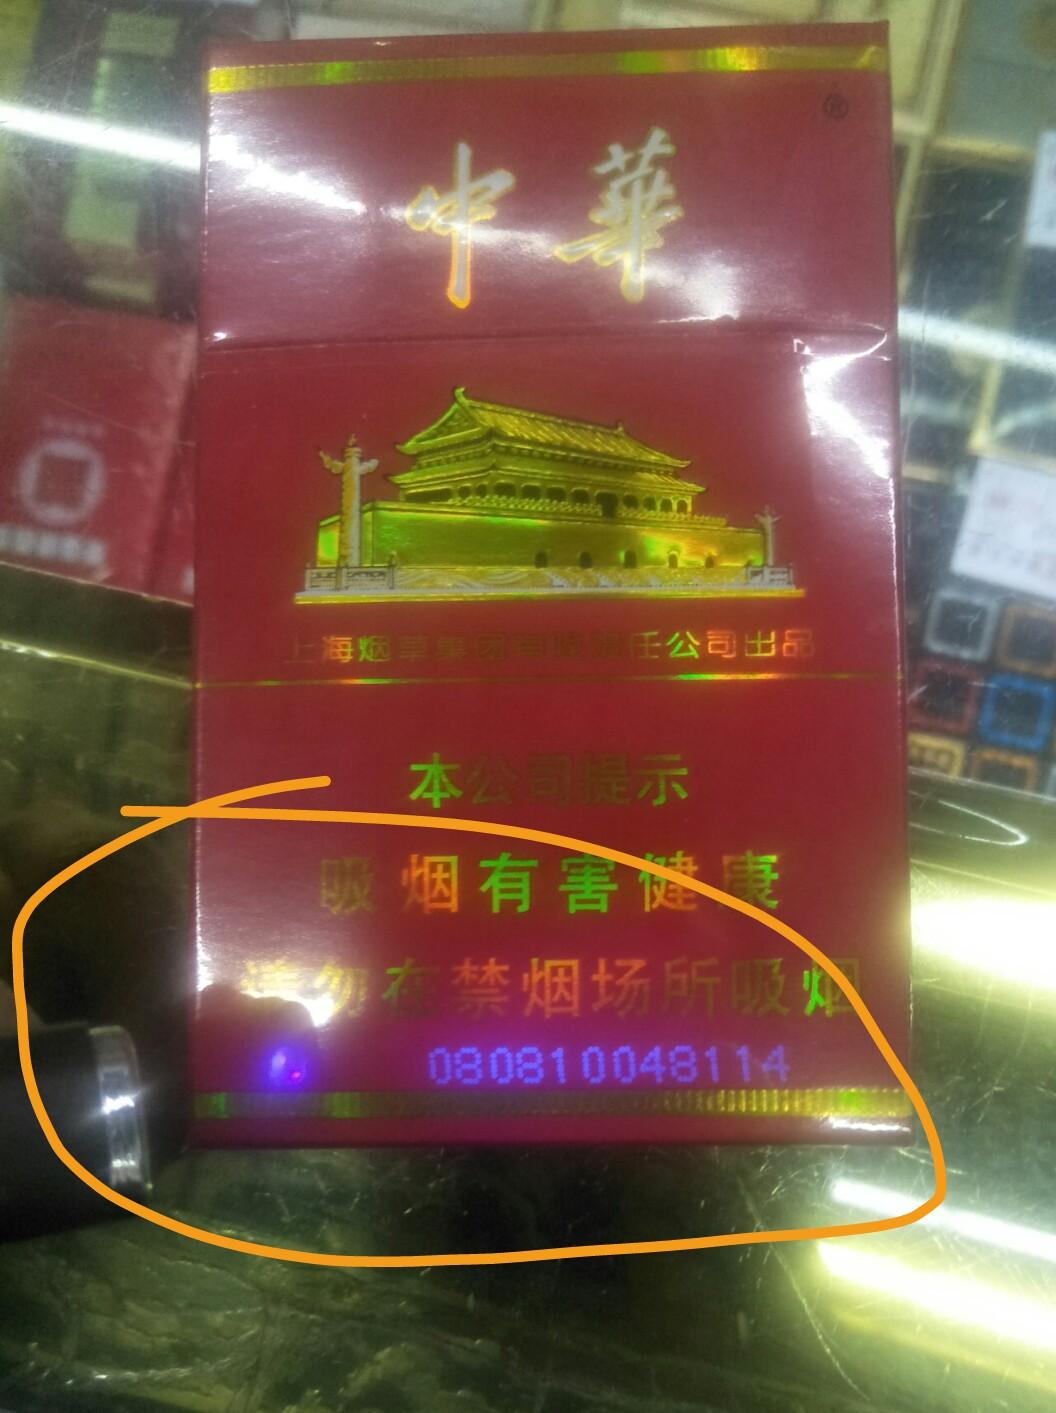 中華
®
上海烟草集团有限责任公司出品
本公司提示
吸烟有害健康
请勿在禁烟场所吸烟
080810048114